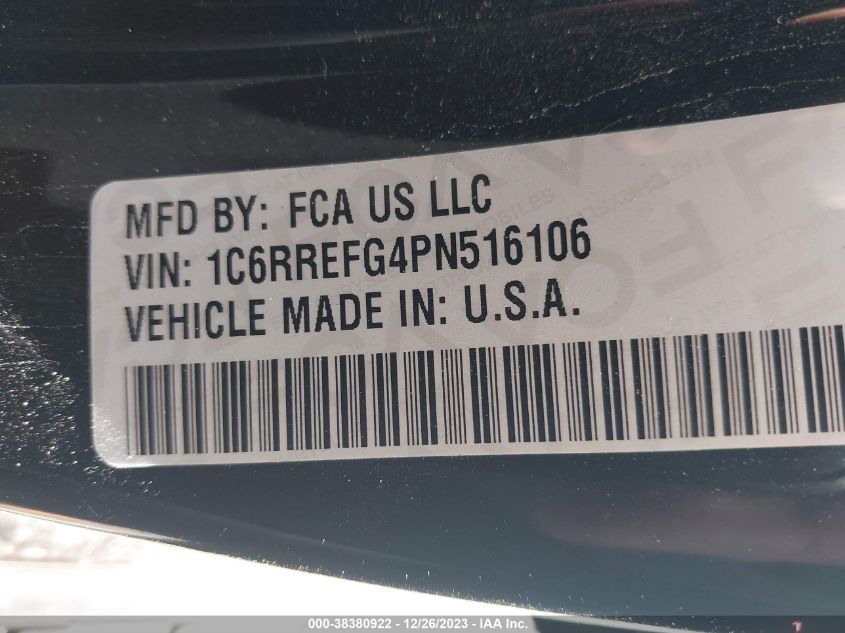 MFD BY: FCA US LLC
VIN: 1C6RREFG4PN516106
VEHICLE MADE IN: U.S.A.
000-38380922 - 12/26/2023 - IAA Inc.